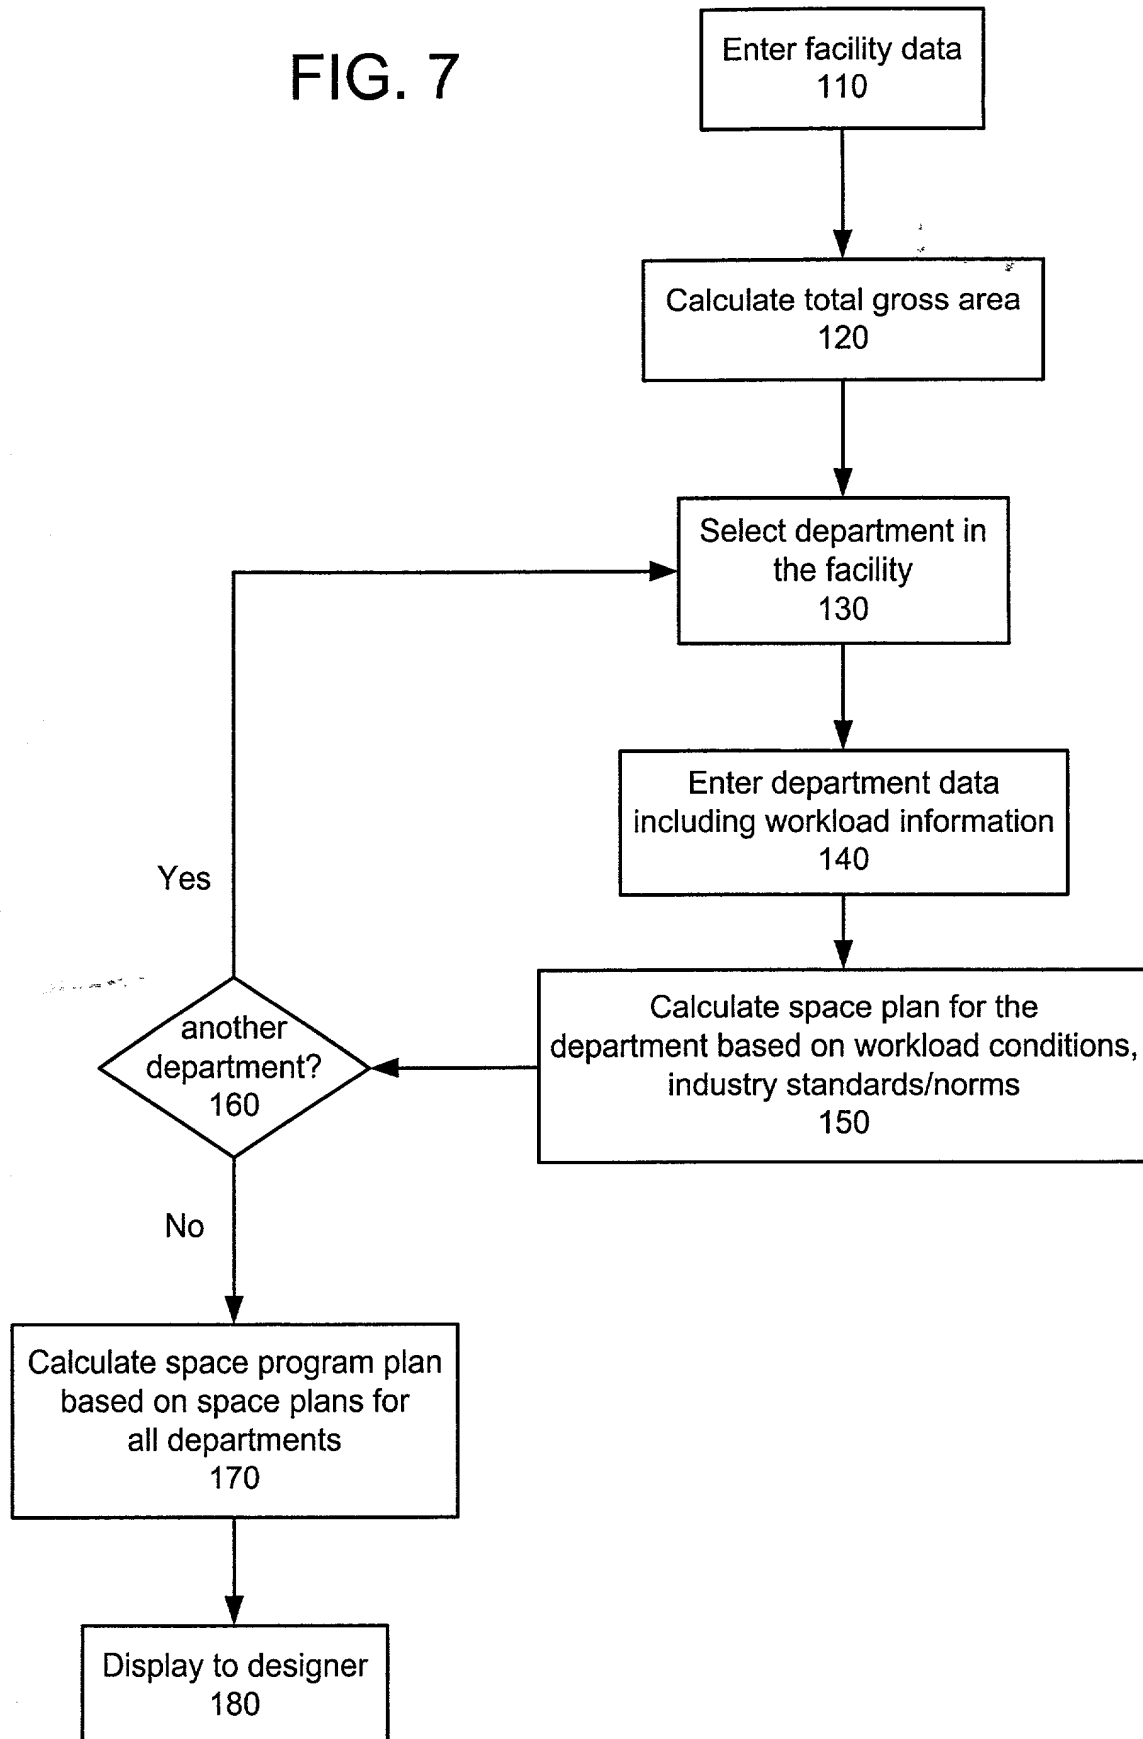 FIG. 7
Enter facility data
110
Calculate total gross area
120
Select department in
the facility
130
Enter department data
including workload information
140
Calculate space plan for the
department based on workload conditions,
industry standards/norms
150
Yes
another
department?
160
No
Calculate space program plan
based on space plans for
all departments
170
Display to designer
180